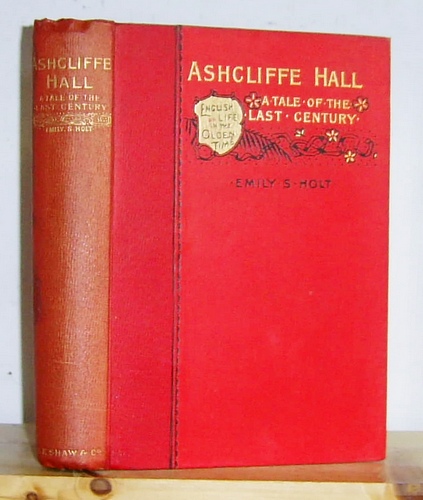 ASHCLIFFE
HALL
A TALE OF THE
LAST CENTURY
EMILY S. HOLT
SHAW & Co
ASHCLIFFE HALL
A·TALE·OF·THE·
LAST·CENTURY·
ENGLISH
LIFE
IN THE
OLDEN
TIME
·EMILY·S·HOLT·